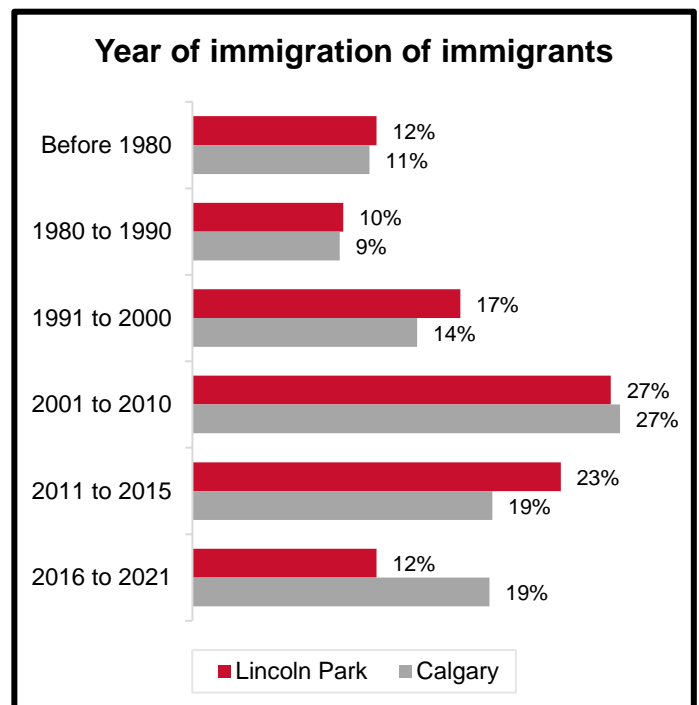 Year of immigration of immigrants
Before 1980
12%
11%
1980 to 1990
10%
9%
1991 to 2000
17%
14%
2001 to 2010
27%
27%
2011 to 2015
23%
19%
2016 to 2021
12%
19%
Lincoln Park Calgary